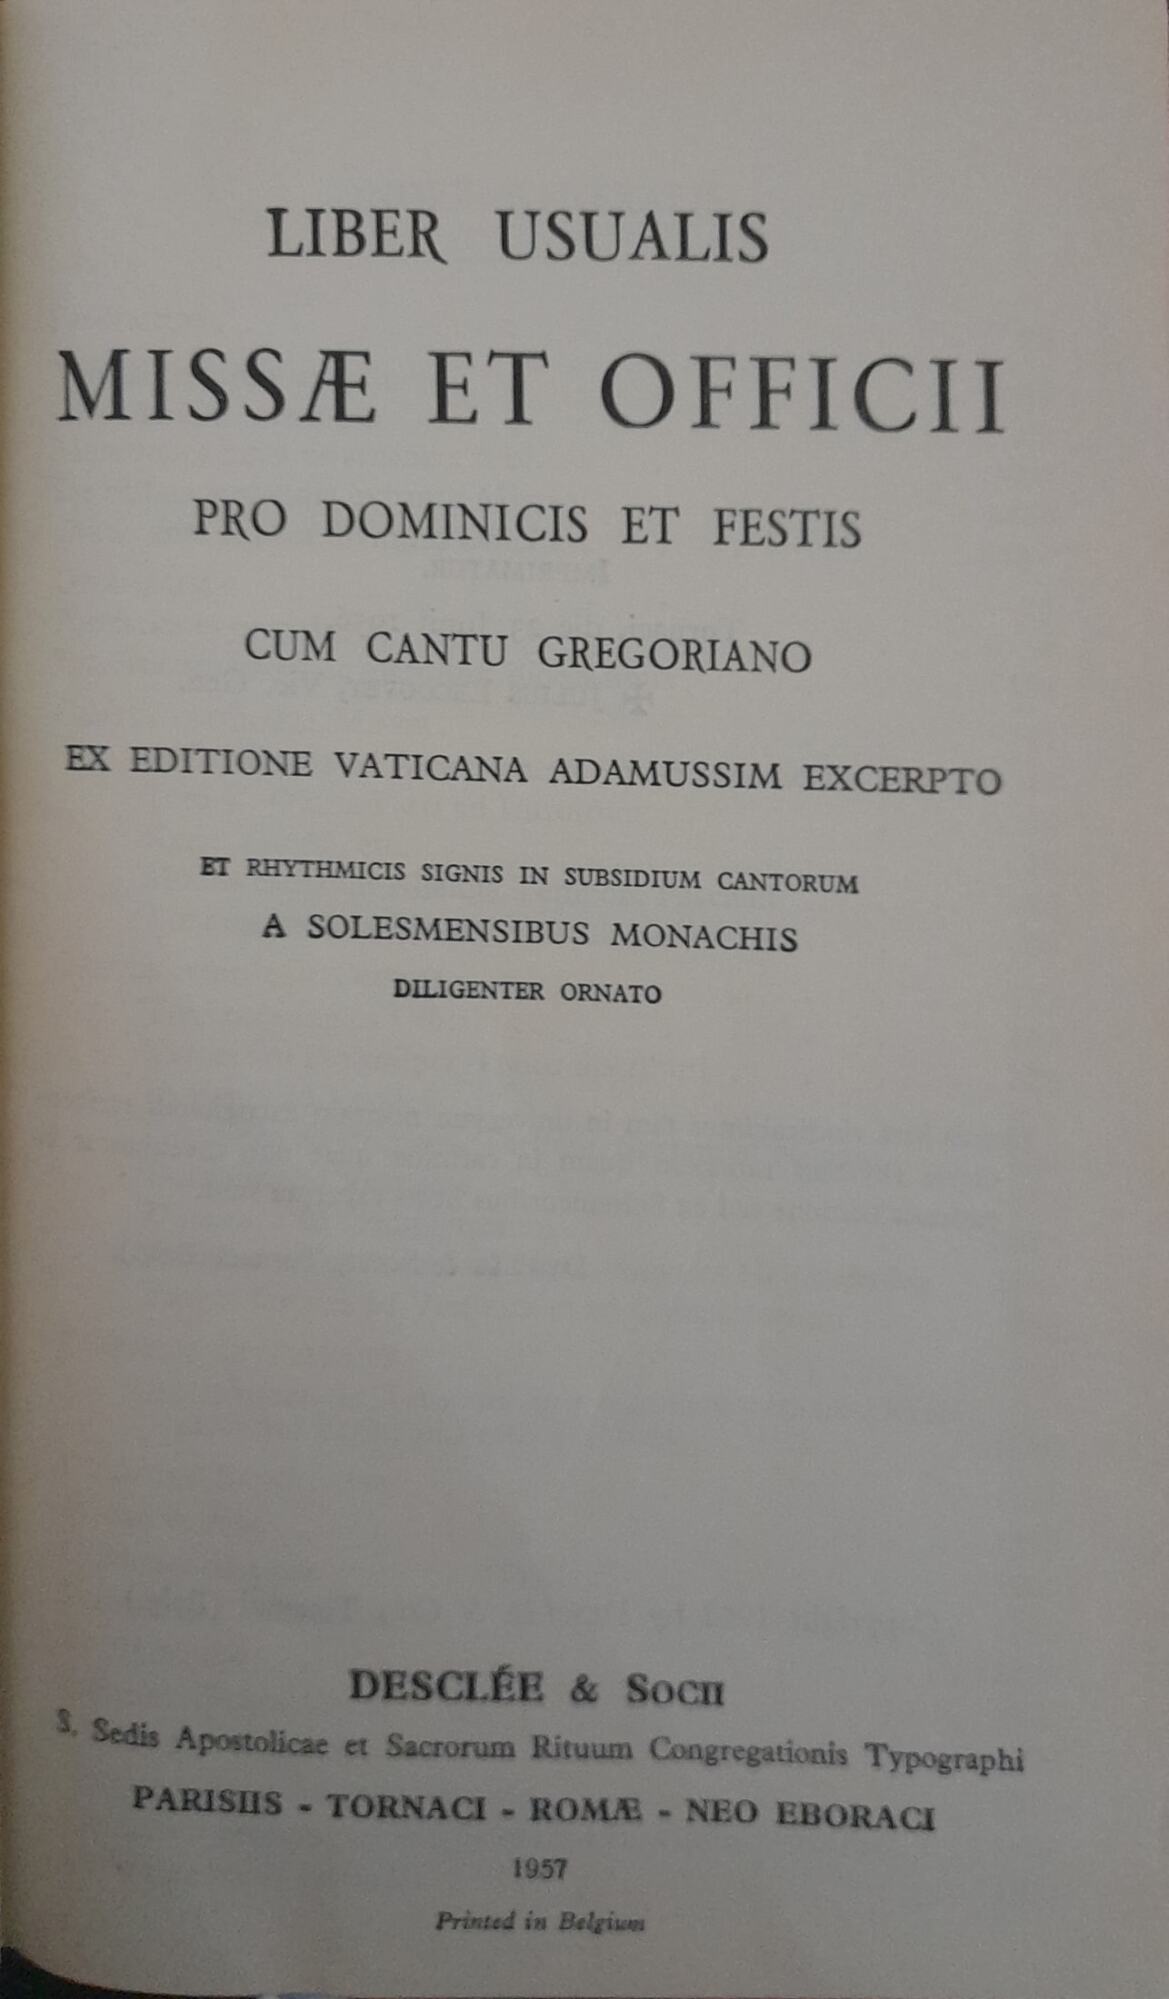 LIBER USUALIS
MISSÆ ET OFFICII
PRO DOMINICIS ET FESTIS
CUM CANTU GREGORIANO
EX EDITIONE VATICANA ADAMUSSIM EXCERPTO
ET RHYTHMICIS SIGNIS IN SUBSIDIUM CANTORUM
A SOLESMENSIBUS MONACHIS
DILIGENTER ORNATO
DESCLÉE & Socii
S. Sedis Apostolicae et Sacrorum Rituum Congregationis Typographi
PARISIIS - TORNACI - ROMÆ - NEO EBORACI
1957
Printed in Belgium